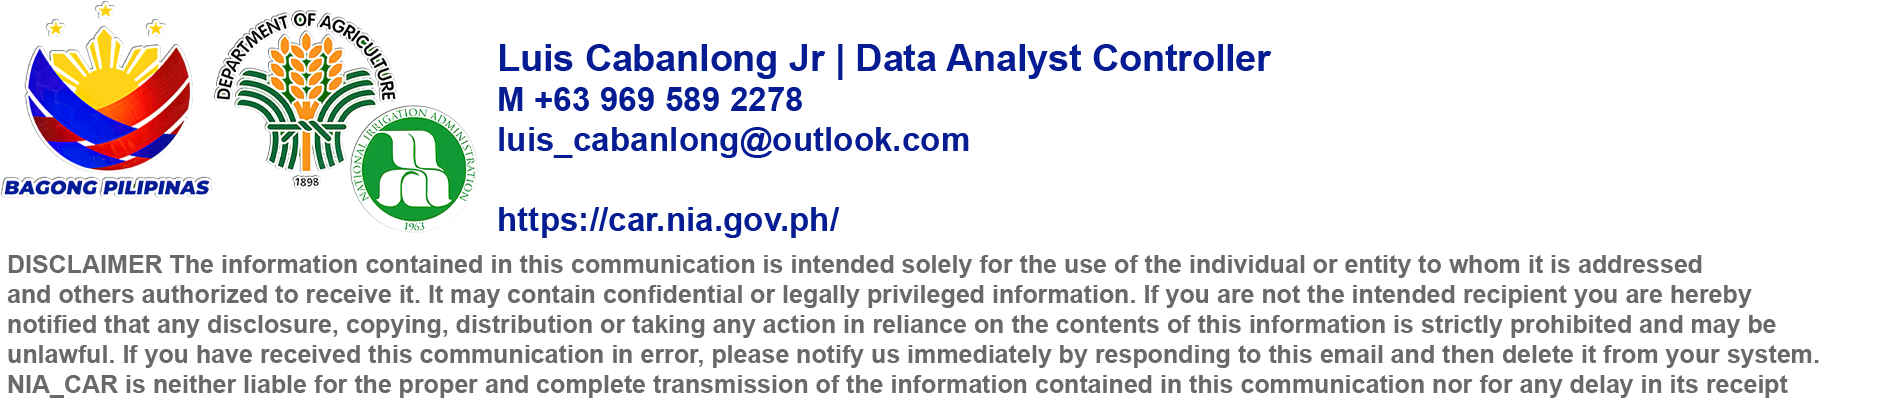 BAGONG PILIPINAS
DEPARTMENT OF AGRICULTURE
1898
NATIONAL IRRIGATION ADMINISTRATION
1963
Luis Cabanlong Jr | Data Analyst Controller
M +63 969 589 2278
luis_cabanlong@outlook.com
https://car.nia.gov.ph/
DISCLAIMER The information contained in this communication is intended solely for the use of the individual or entity to whom it is addressed
and others authorized to receive it. It may contain confidential or legally privileged information. If you are not the intended recipient you are hereby
notified that any disclosure, copying, distribution or taking any action in reliance on the contents of this information is strictly prohibited and may be
unlawful. If you have received this communication in error, please notify us immediately by responding to this email and then delete it from your system.
NIA_CAR is neither liable for the proper and complete transmission of the information contained in this communication nor for any delay in its receipt